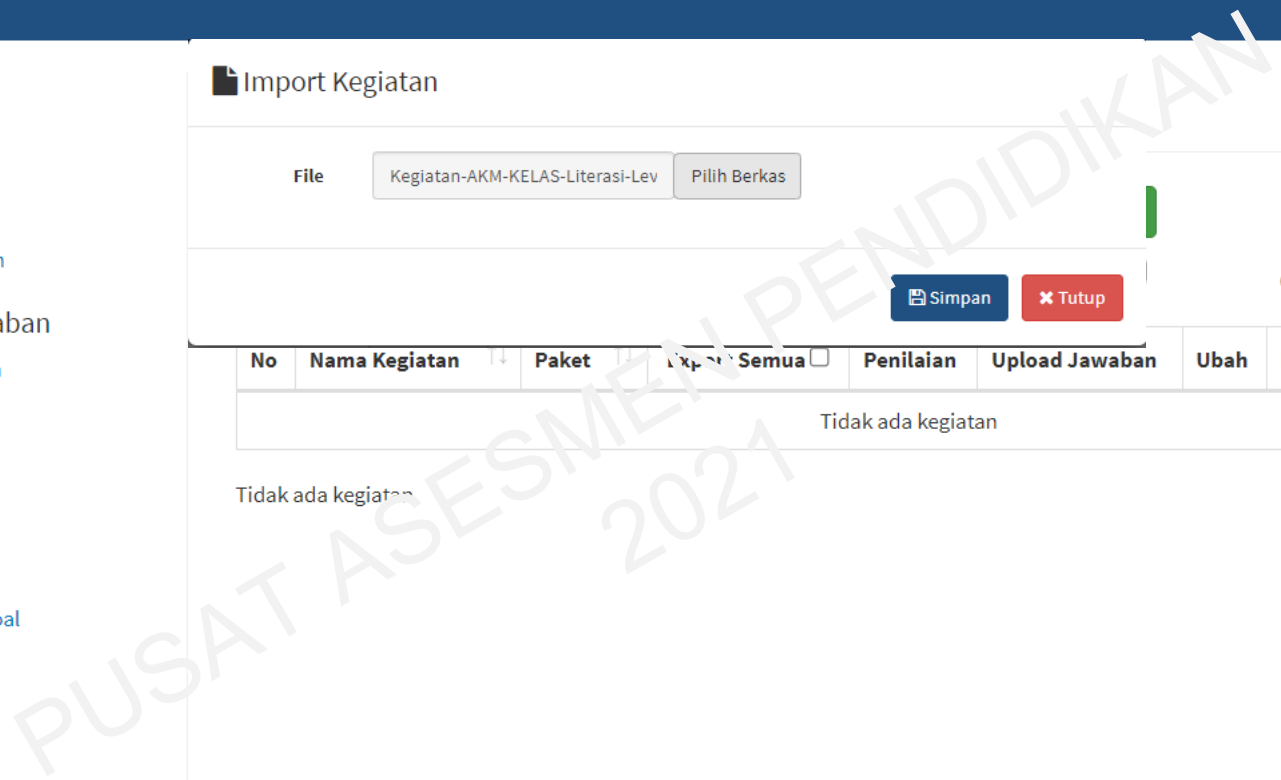 Import Kegiatan
File Kegiatan-AKM-KELAS-Literasi-Lev Pilih Berkas
Simpan Tutup
No Nama Kegiatan Paket Export Semua Penilaian Upload Jawaban Ubah
Tidak ada kegiatan
Tidak ada kegiatan
PUSAT ASESMEN PENDIDIKAN
2021